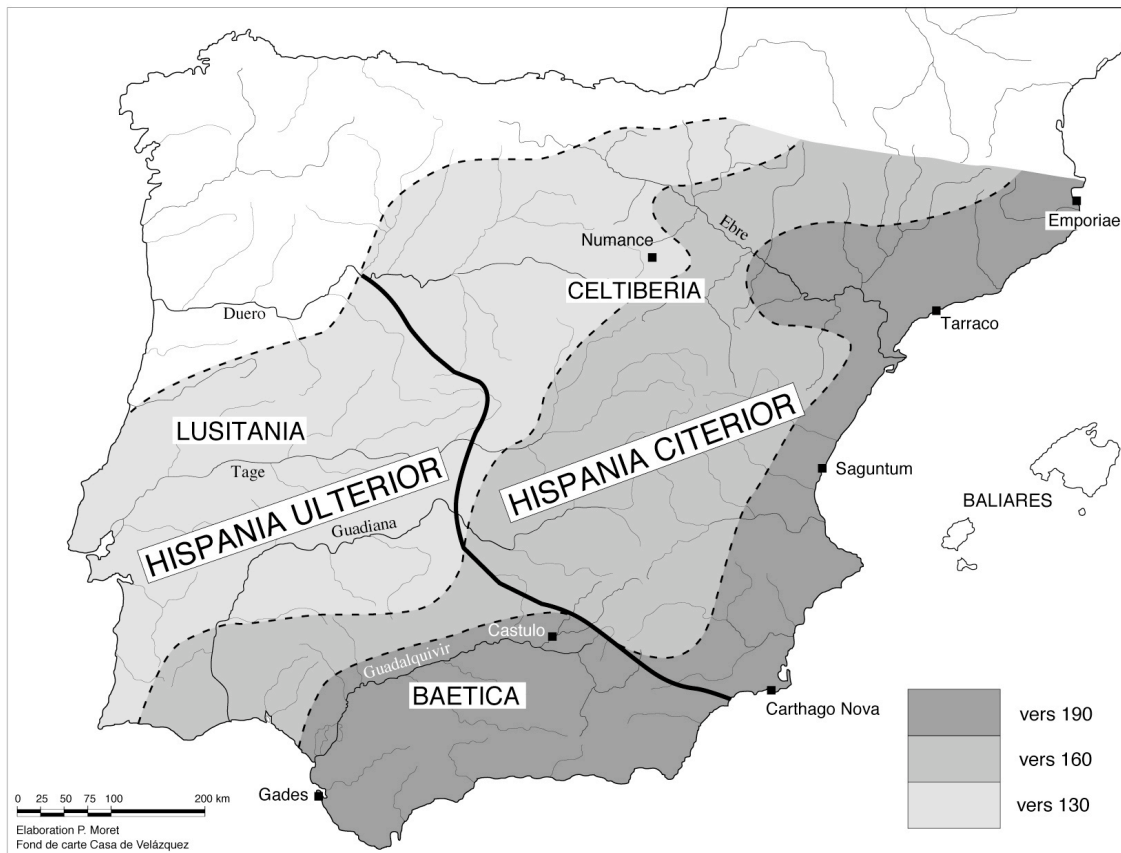 Ebre
Emporiae
Numance
CELTIBERIA
Duero
Tarraco
LUSITANIA
HISPANIA CITERIOR
Tage
Saguntum
HISPANIA ULTERIOR
BALIARES
Guadiana
Castulo
Guadalquivir
BAETICA
Carthago Nova
vers 190
vers 160
vers 130
Gades
0 25 50 75 100 200 km
Elaboration P. Moret
Fond de carte Casa de Velázquez